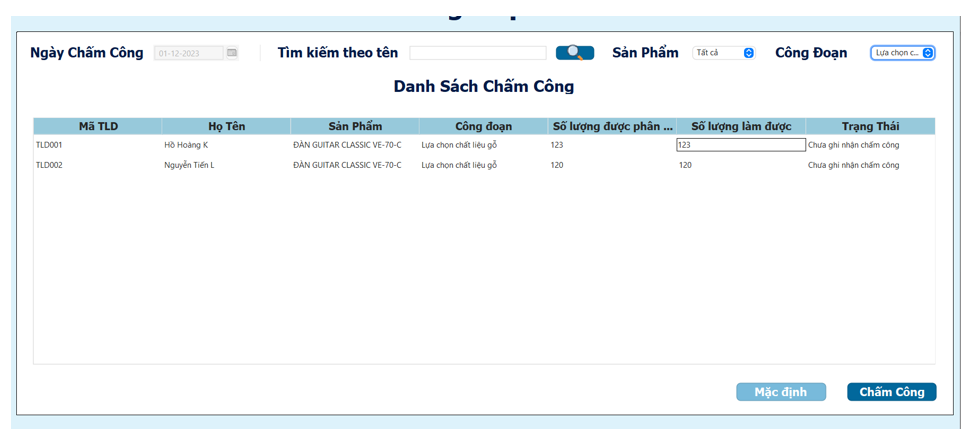 Ngày Chấm Công 01-12-2023 Tìm kiếm theo tên Sản Phẩm Tất cả Công Đoạn Lựa chọn c...
Danh Sách Chấm Công
Mã TLD Họ Tên Sản Phẩm Công đoạn Số lượng được phân ... Số lượng làm được Trạng Thái
TLD001 Hồ Hoàng K ĐÀN GUITAR CLASSIC VE-70-C Lựa chọn chất liệu gỗ 123 123 Chưa ghi nhận chấm công
TLD002 Nguyễn Tiến L ĐÀN GUITAR CLASSIC VE-70-C Lựa chọn chất liệu gỗ 120 120 Chưa ghi nhận chấm công
Mặc định Chấm Công